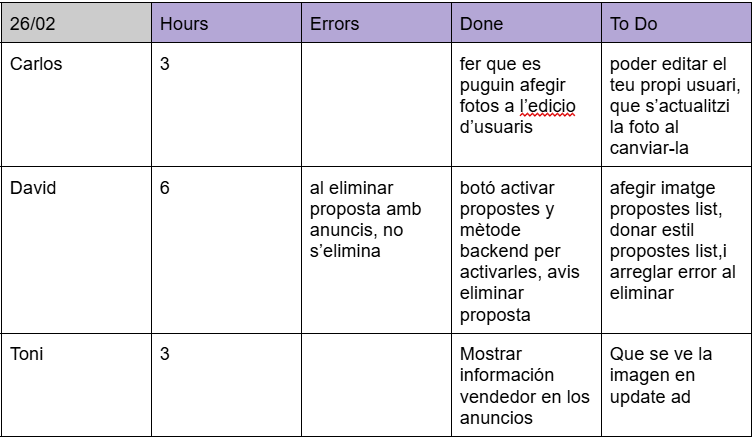 26/02 Hours Errors Done To Do
Carlos 3
fer que es
puguin afegir
fotos a l'edicio
d'usuaris
poder editar el
teu propi usuari,
que s'actualitzi
la foto al
canviar-la
David 6
al eliminar
proposta amb
anuncis, no
s'elimina
botó activar
propostes y
mètode
backend per
activarles, avis
eliminar
proposta
afegir imatge
propostes list,
donar estil
propostes list,i
arreglar error al
eliminar
Toni 3
Mostrar
información
vendedor en los
anuncios
Que se ve la
imagen en
update ad